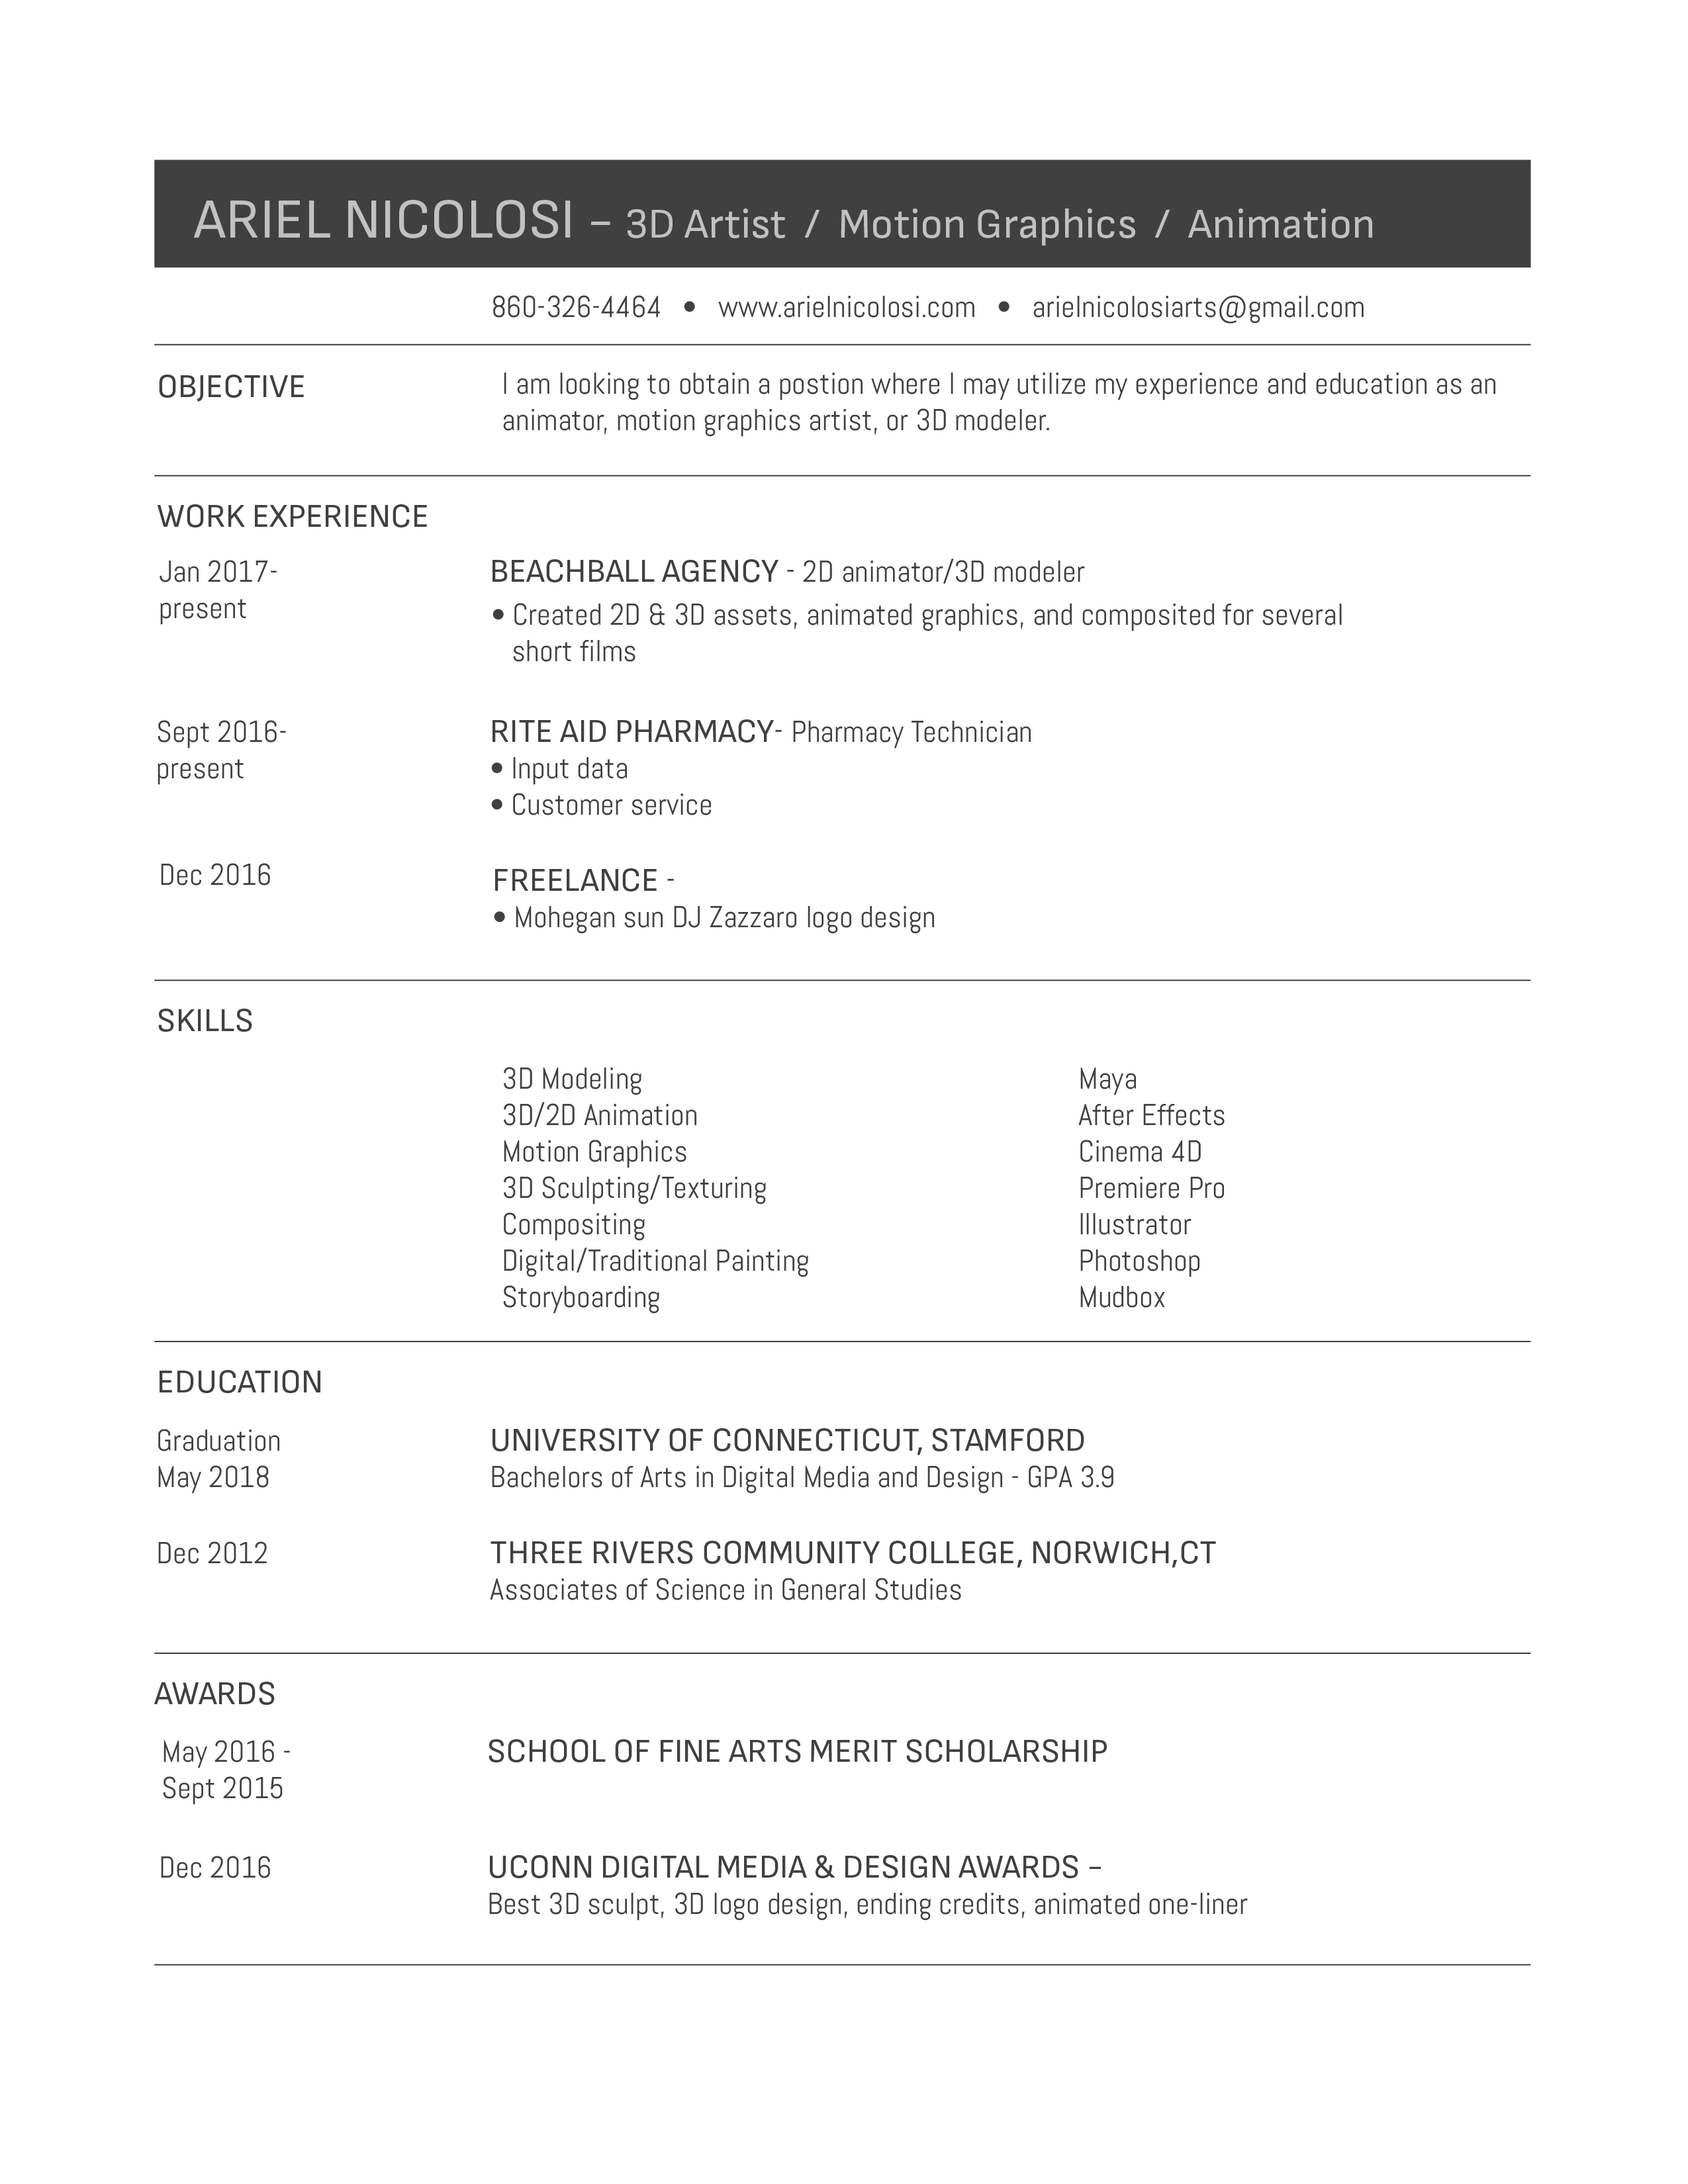 ARIEL NICOLOSI – 3D Artist / Motion Graphics / Animation
860-326-4464 • www.arielnicolosi.com • arielnicolosiarts@gmail.com
OBJECTIVE
I am looking to obtain a postion where I may utilize my experience and education as an
animator, motion graphics artist, or 3D modeler.
WORK EXPERIENCE
Jan 2017-
present
BEACHBALL AGENCY - 2D animator/3D modeler
• Created 2D & 3D assets, animated graphics, and composited for several
short films
Sept 2016-
present
RITE AID PHARMACY- Pharmacy Technician
• Input data
• Customer service
Dec 2016
FREELANCE -
• Mohegan sun DJ Zazzaro logo design
SKILLS
3D Modeling
3D/2D Animation
Motion Graphics
3D Sculpting/Texturing
Compositing
Digital/Traditional Painting
Storyboarding
Maya
After Effects
Cinema 4D
Premiere Pro
Illustrator
Photoshop
Mudbox
EDUCATION
Graduation
May 2018
UNIVERSITY OF CONNECTICUT, STAMFORD
Bachelors of Arts in Digital Media and Design - GPA 3.9
Dec 2012
THREE RIVERS COMMUNITY COLLEGE, NORWICH,CT
Associates of Science in General Studies
AWARDS
May 2016 -
Sept 2015
SCHOOL OF FINE ARTS MERIT SCHOLARSHIP
Dec 2016
UCONN DIGITAL MEDIA & DESIGN AWARDS –
Best 3D sculpt, 3D logo design, ending credits, animated one-liner